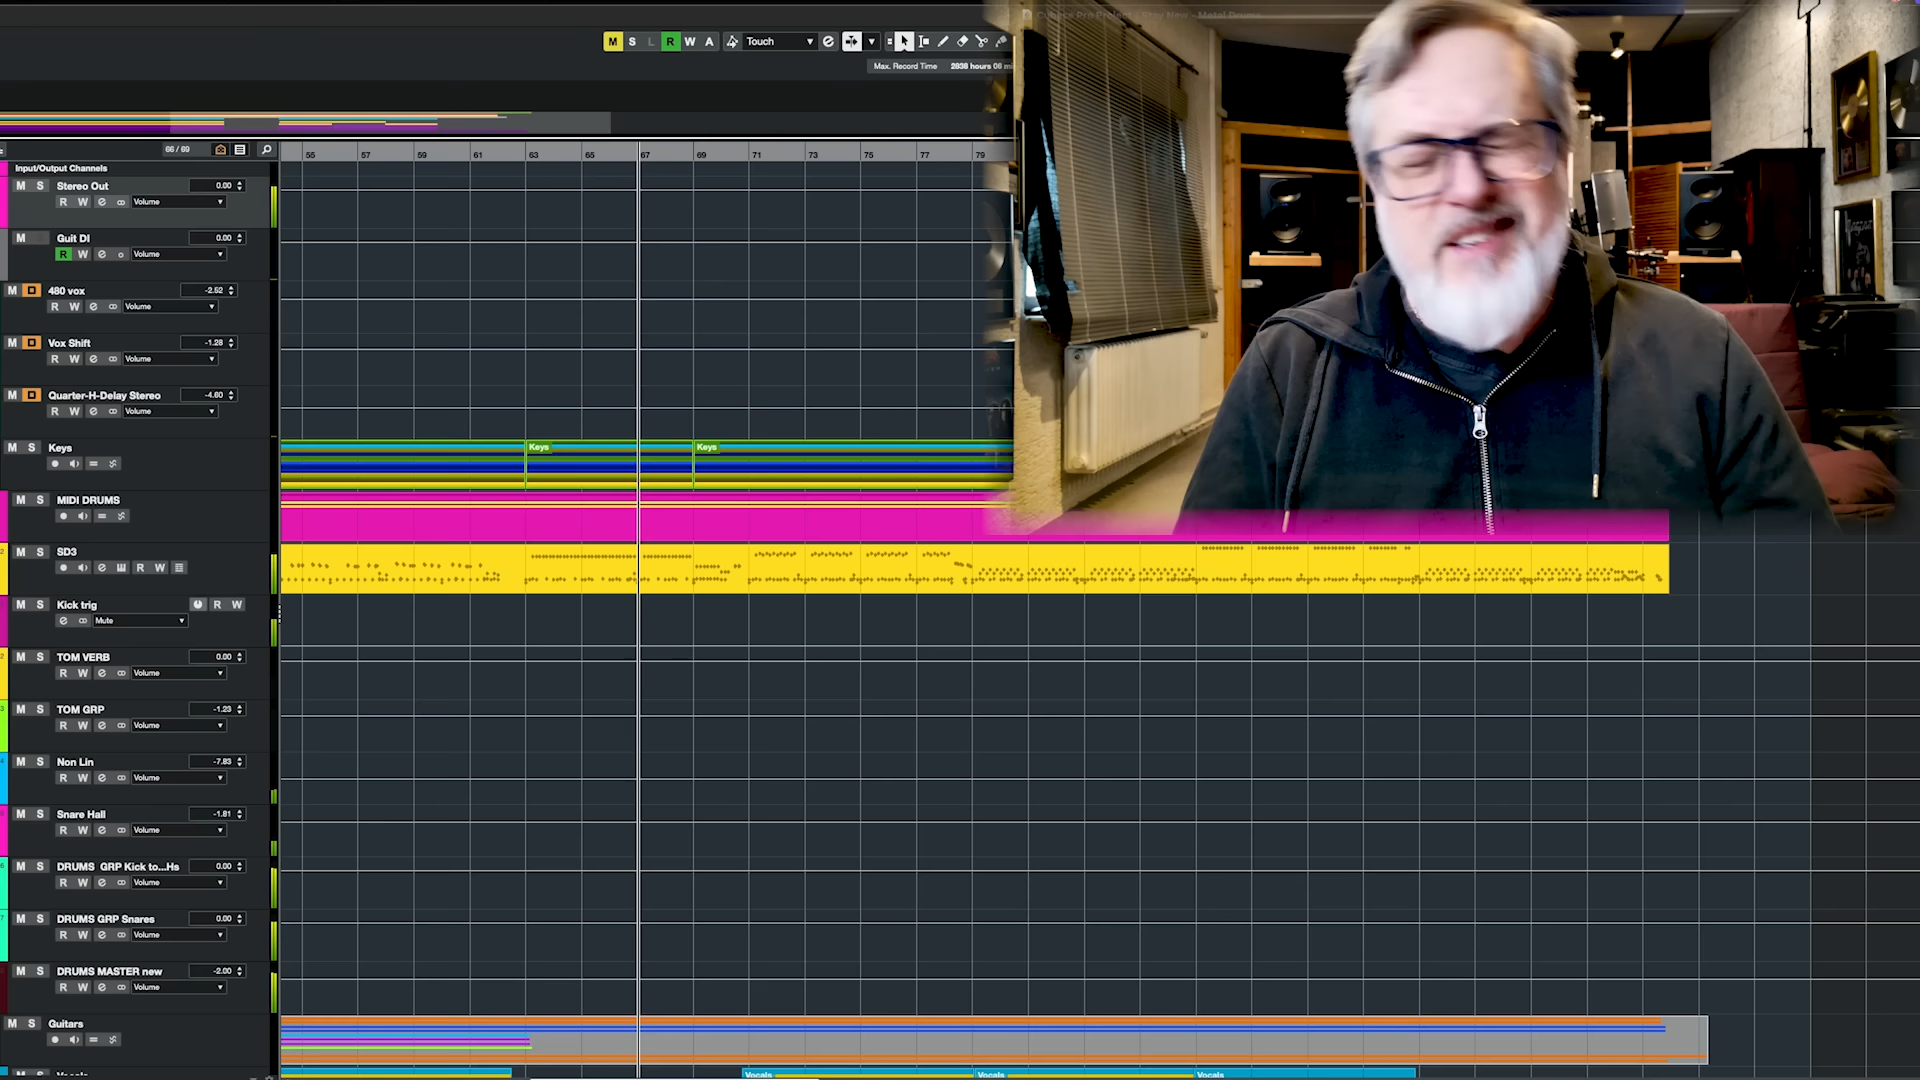 M S L R W A Touch
Max. Record Time 2838 hours 06 mi
66 / 69
55 57 59 61 63 65 67 69 71 73 75 77 79
Input/Output Channels
M S Stereo Out 0.00
R W e Volume
M Guit DI 0.00
R W e Volume
M 480 vox -2.52
R W e Volume
M Vox Shift -1.28
R W e Volume
M Quarter-H-Delay Stereo -4.60
R W e Volume
M S Keys
Keys Keys
M S MIDI DRUMS
M S SD3
e R W
M S Kick trig R W
e Mute
M S TOM VERB 0.00
R W e Volume
M S TOM GRP -1.23
R W e Volume
M S Non Lin -7.83
R W e Volume
M S Snare Hall -1.81
R W e Volume
M S DRUMS GRP Kick to...Hs 0.00
R W e Volume
M S DRUMS GRP Snares 0.00
R W e Volume
M S DRUMS MASTER new -2.00
R W e Volume
M S Guitars
Vocals Vocals Vocals